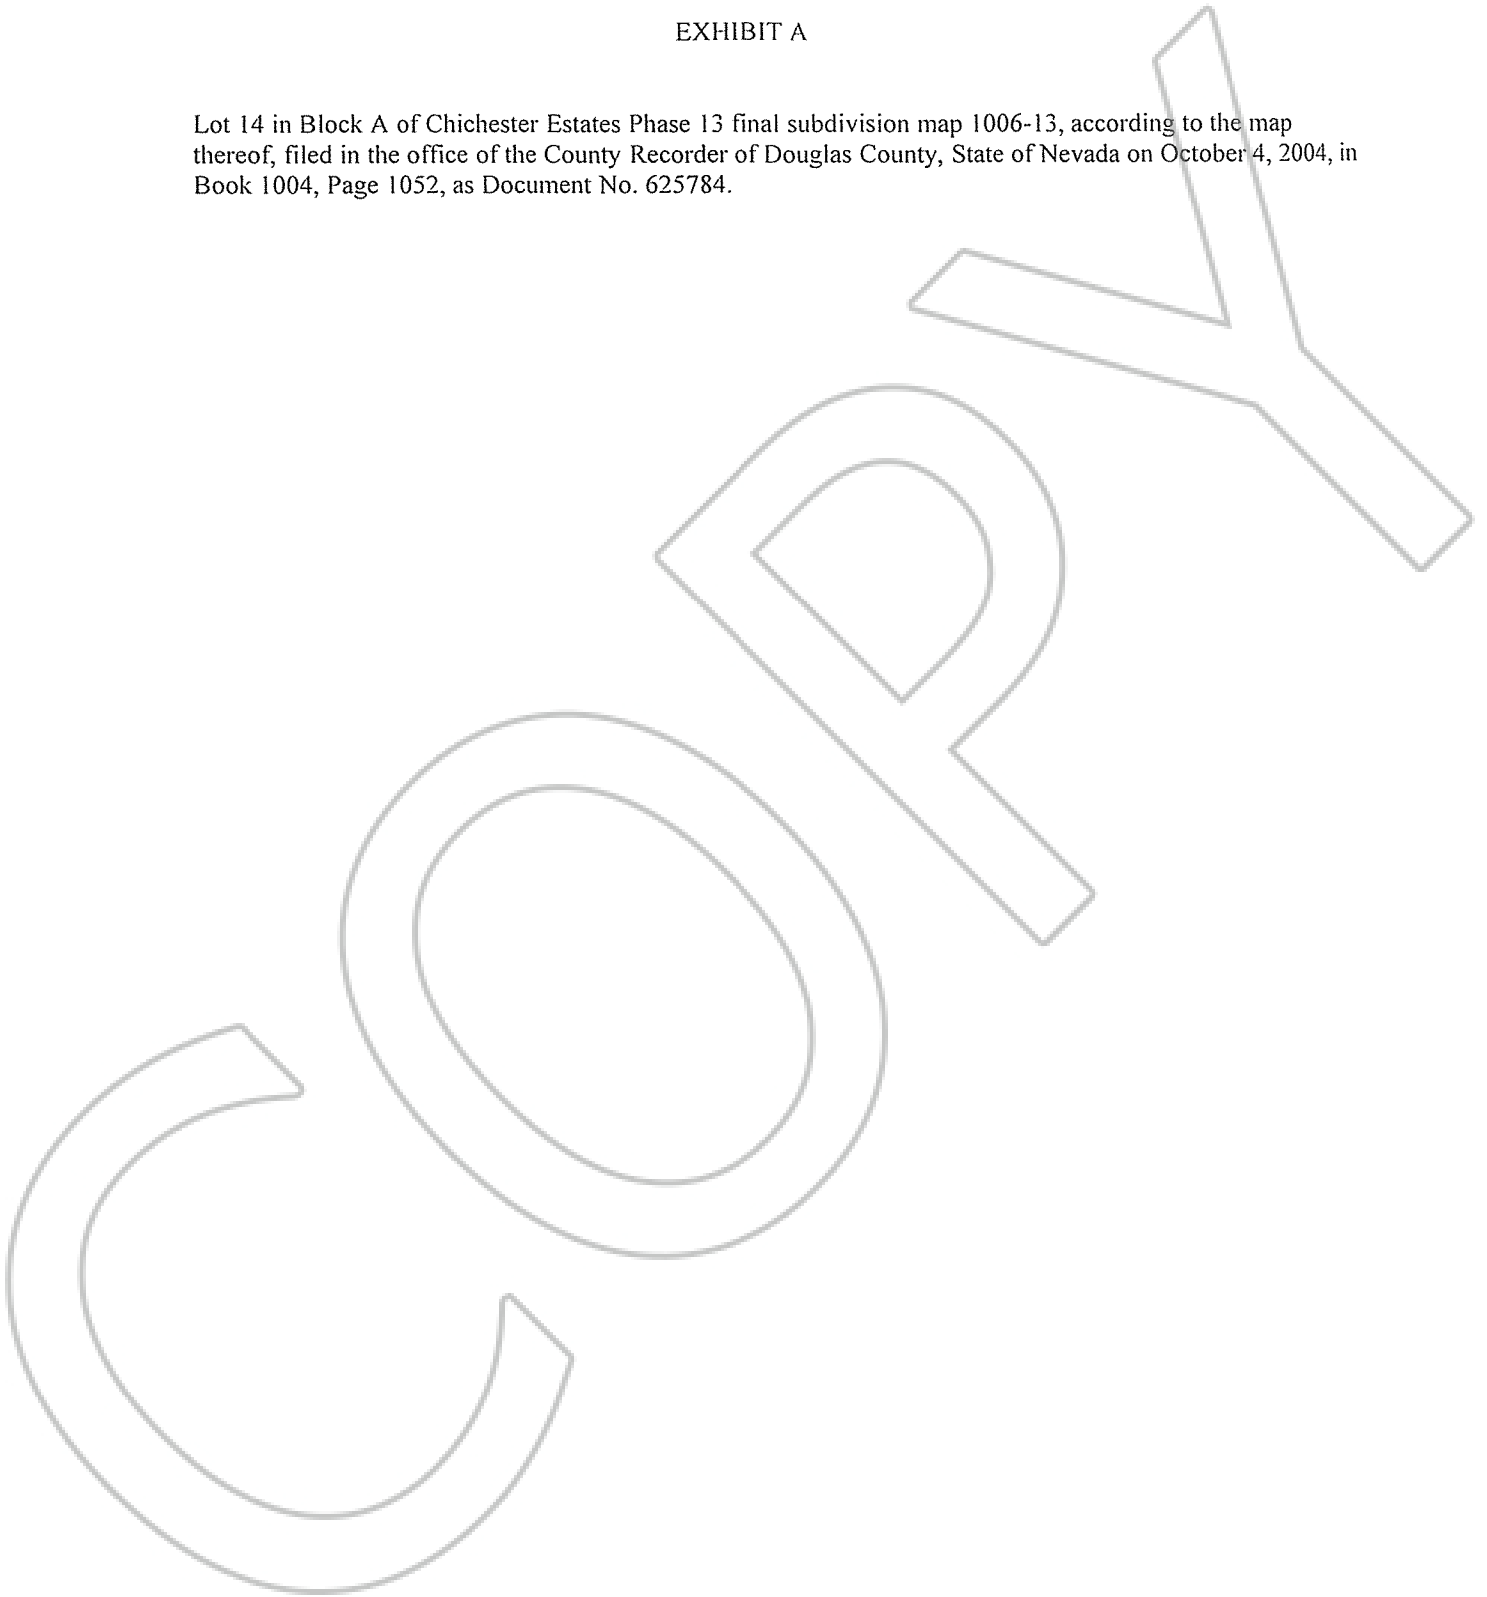 EXHIBIT A
Lot 14 in Block A of Chichester Estates Phase 13 final subdivision map 1006-13, according to the map
thereof, filed in the office of the County Recorder of Douglas County, State of Nevada on October 4, 2004, in
Book 1004, Page 1052, as Document No. 625784.
COPY